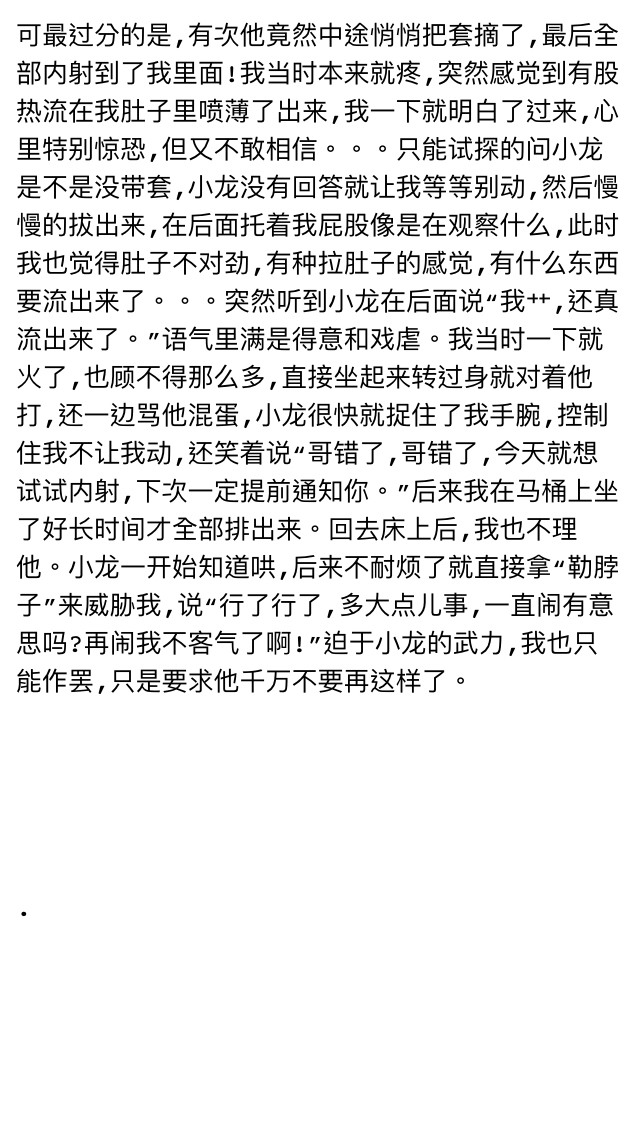 可最过分的是,有次他竟然中途悄悄把套摘了,最后全
部内射到了我里面!我当时本来就疼,突然感觉到有股
热流在我肚子里喷薄了出来,我一下就明白了过来,心
里特别惊恐,但又不敢相信。。。只能试探的问小龙
是不是没带套,小龙没有回答就让我等等别动,然后慢
慢的拔出来,在后面托着我屁股像是在观察什么,此时
我也觉得肚子不对劲,有种拉肚子的感觉,有什么东西
要流出来了。。。突然听到小龙在后面说“我艹,还真
流出来了。”语气里满是得意和戏虐。我当时一下就
火了,也顾不得那么多,直接坐起来转过身就对着他
打,还一边骂他混蛋,小龙很快就捉住了我手腕,控制
住我不让我动,还笑着说“哥错了,哥错了,今天就想
试试内射,下次一定提前通知你。”后来我在马桶上坐
了好长时间才全部排出来。回去床上后,我也不理
他。小龙一开始知道哄,后来不耐烦了就直接拿“勒脖
子”来威胁我,说“行了行了,多大点儿事,一直闹有意
思吗?再闹我不客气了啊!”迫于小龙的武力,我也只
能作罢,只是要求他千万不要再这样了。
.